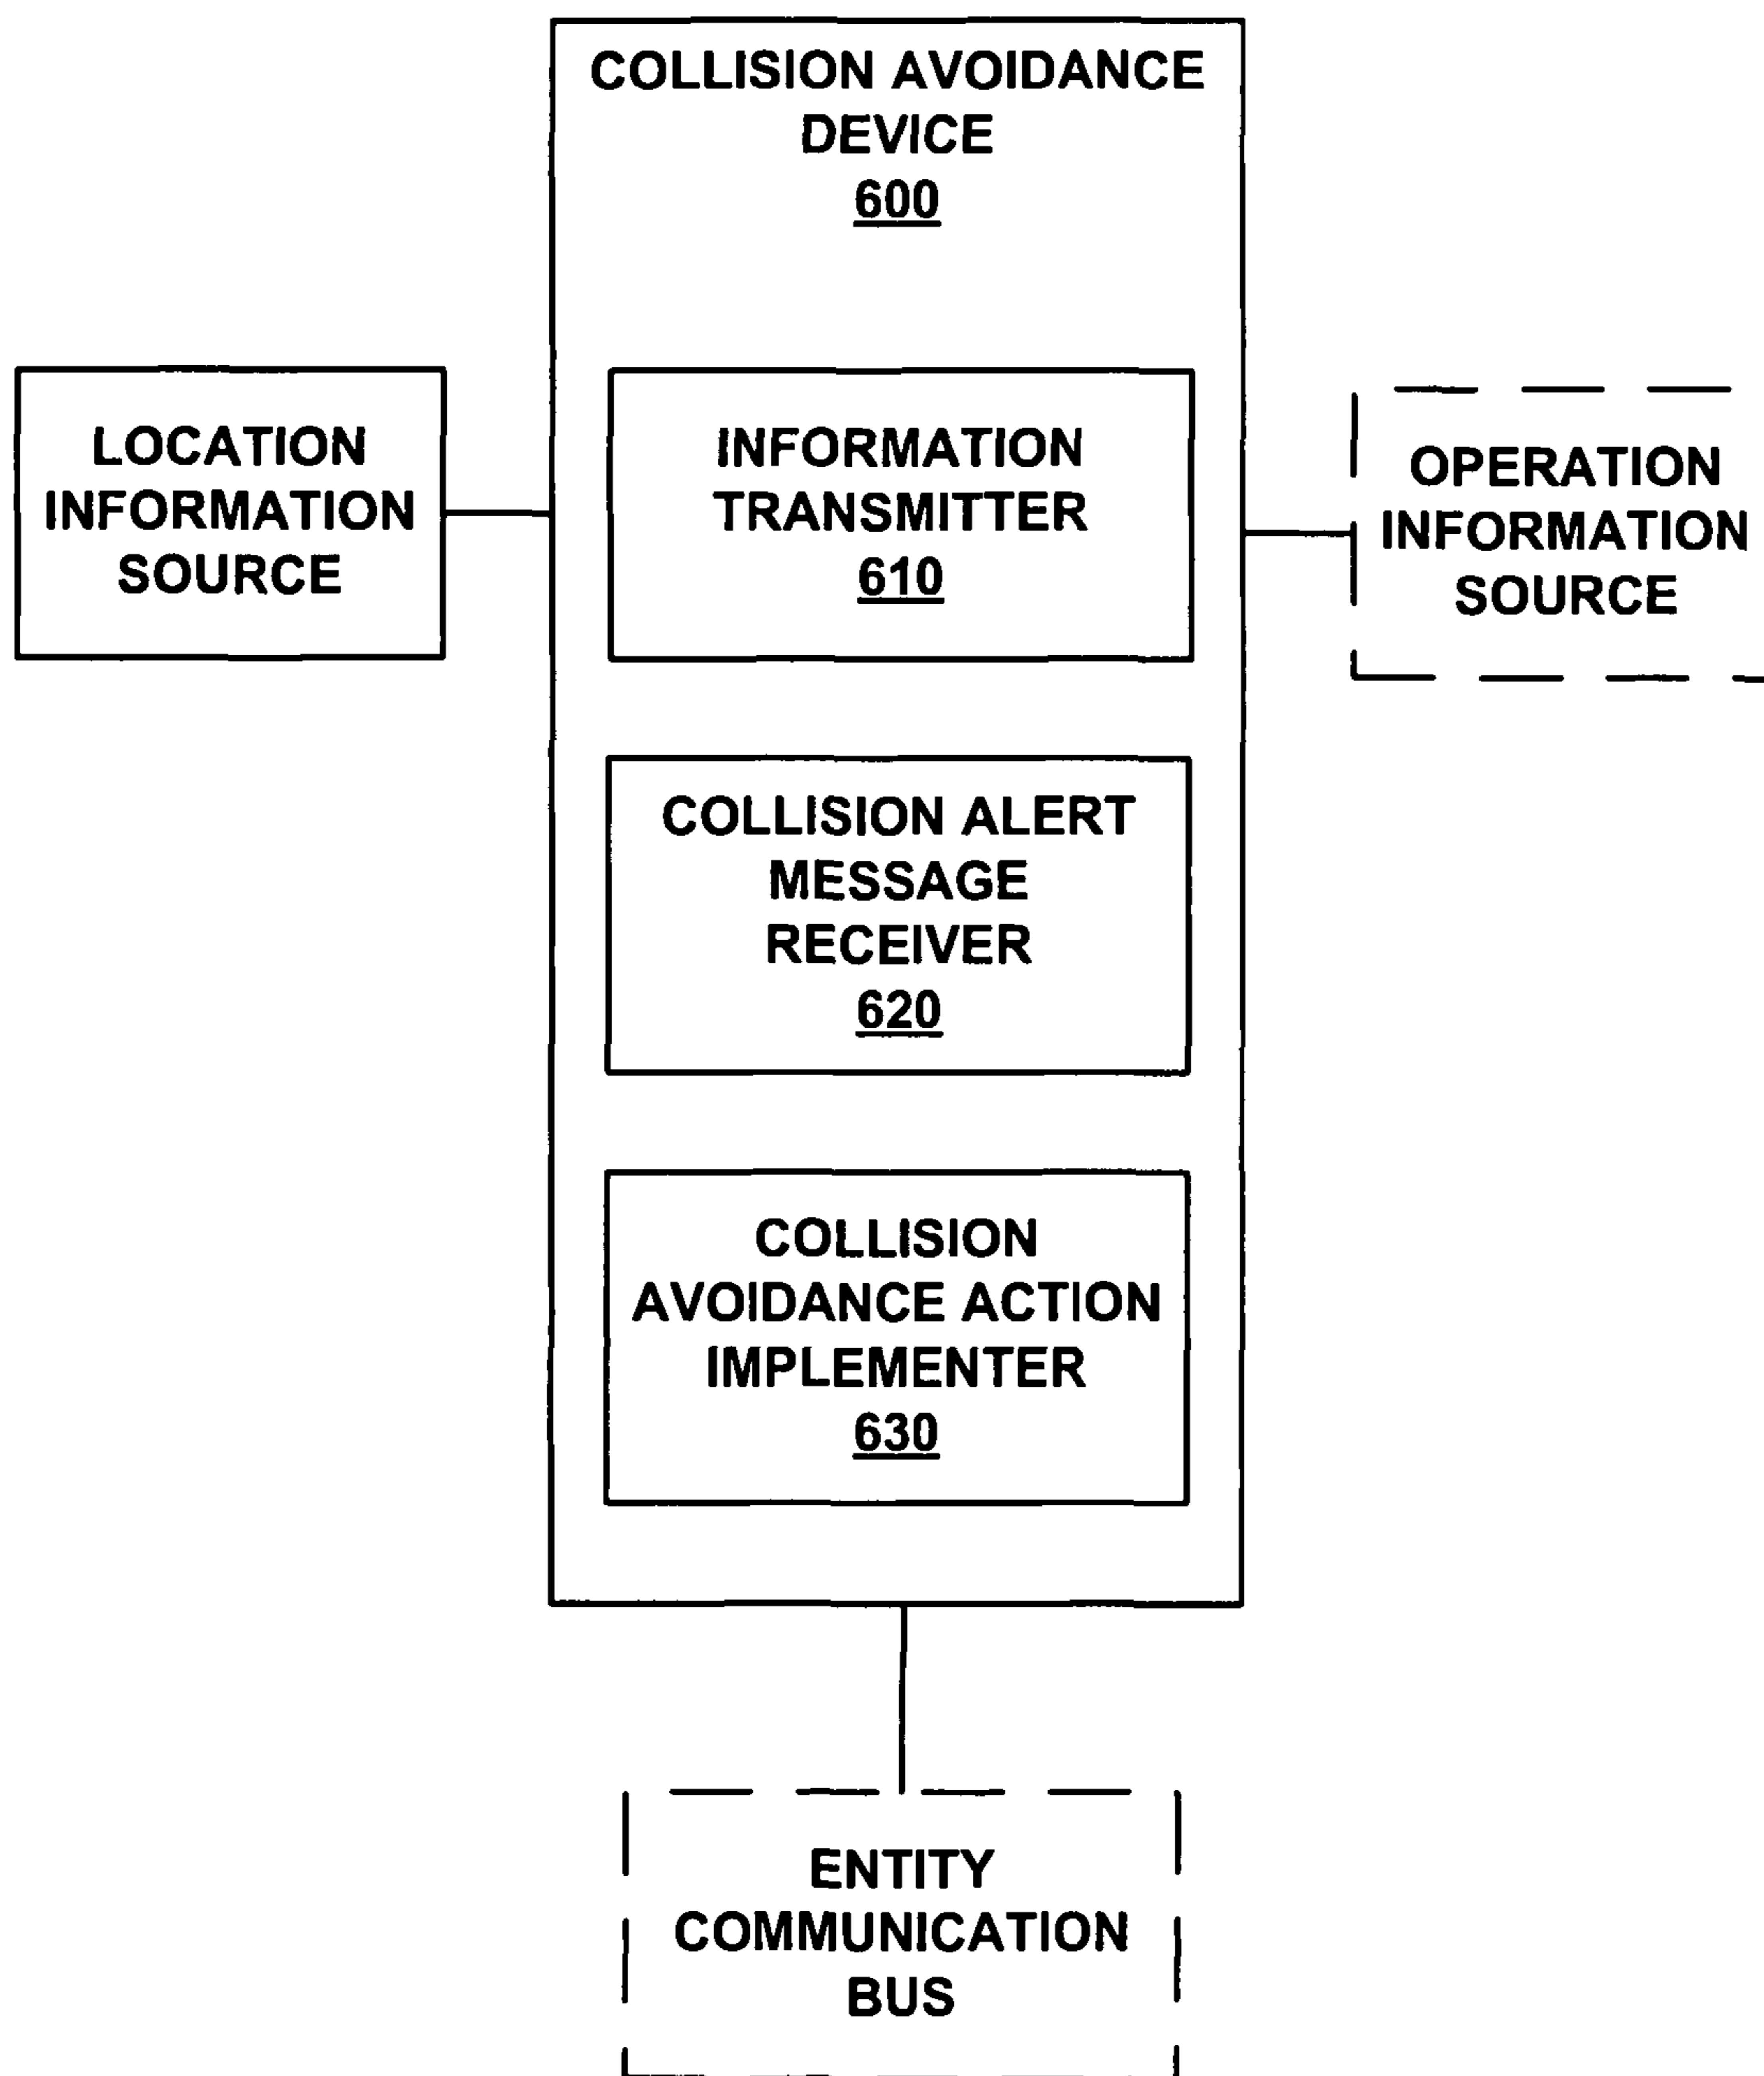 COLLISION AVOIDANCE
DEVICE
600
LOCATION
INFORMATION
SOURCE
INFORMATION
TRANSMITTER
610
OPERATION
INFORMATION
SOURCE
COLLISION ALERT
MESSAGE
RECEIVER
620
COLLISION
AVOIDANCE ACTION
IMPLEMENTER
630
ENTITY
COMMUNICATION
BUS